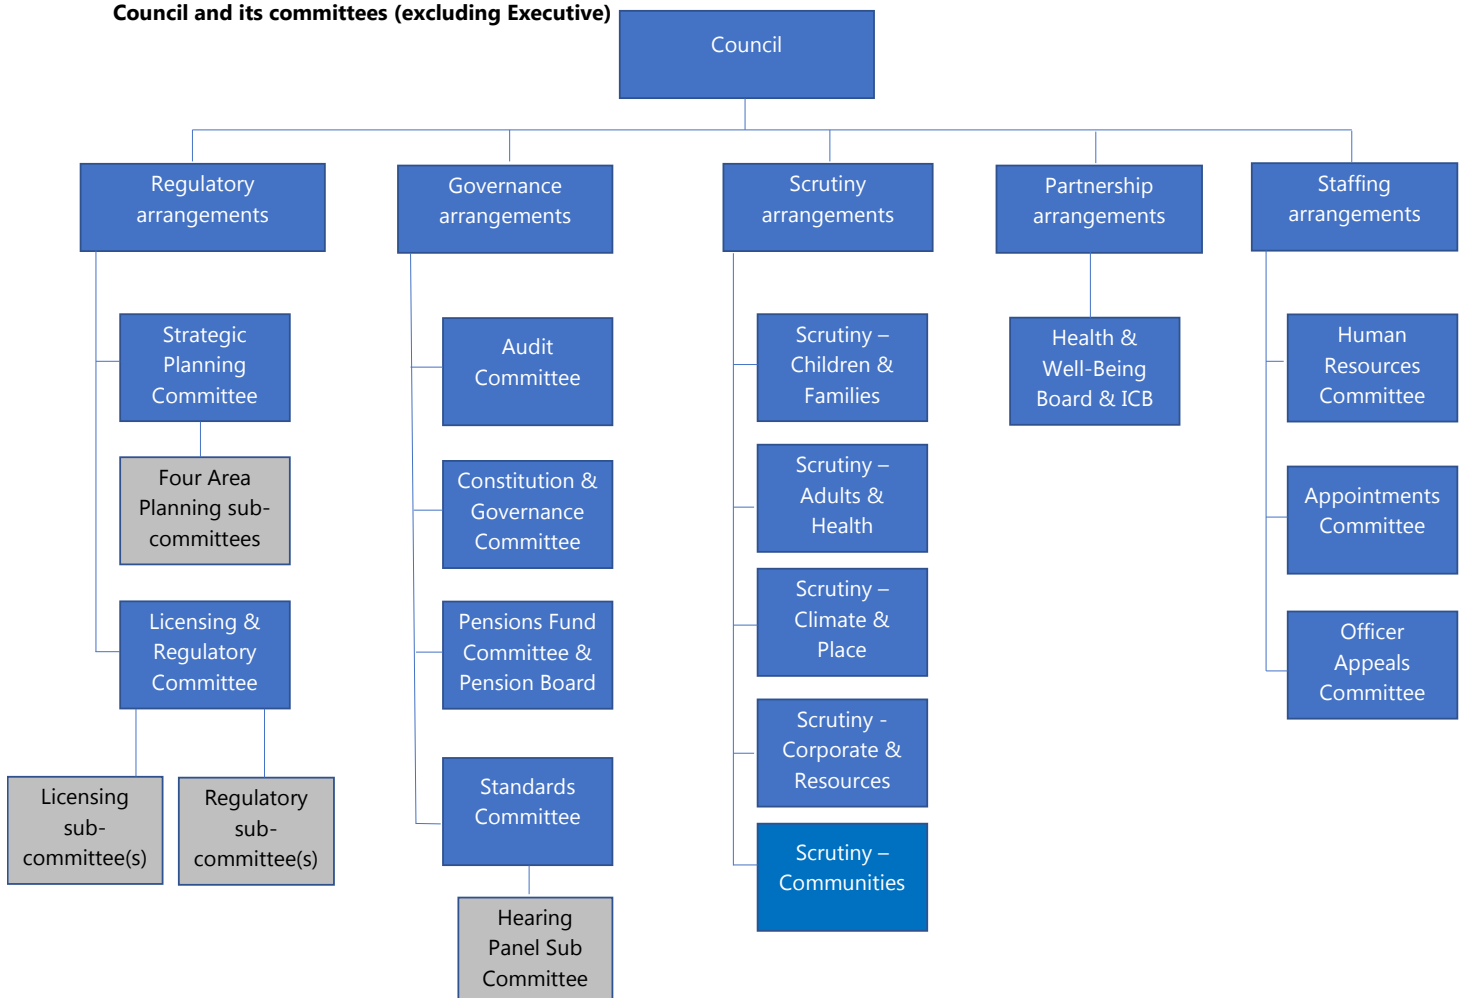 Council and its committees (excluding Executive)
Council
Regulatory
arrangements
Governance
arrangements
Scrutiny
arrangements
Partnership
arrangements
Staffing
arrangements
Strategic
Planning
Committee
Four Area
Planning sub-
committees
Licensing &
Regulatory
Committee
Licensing
sub-
committee(s)
Regulatory
sub-
committee(s)
Audit
Committee
Constitution &
Governance
Committee
Pensions Fund
Committee &
Pension Board
Standards
Committee
Hearing
Panel Sub
Committee
Scrutiny –
Children &
Families
Scrutiny –
Adults &
Health
Scrutiny –
Climate &
Place
Scrutiny -
Corporate &
Resources
Scrutiny –
Communities
Health &
Well-Being
Board & ICB
Human
Resources
Committee
Appointments
Committee
Officer
Appeals
Committee